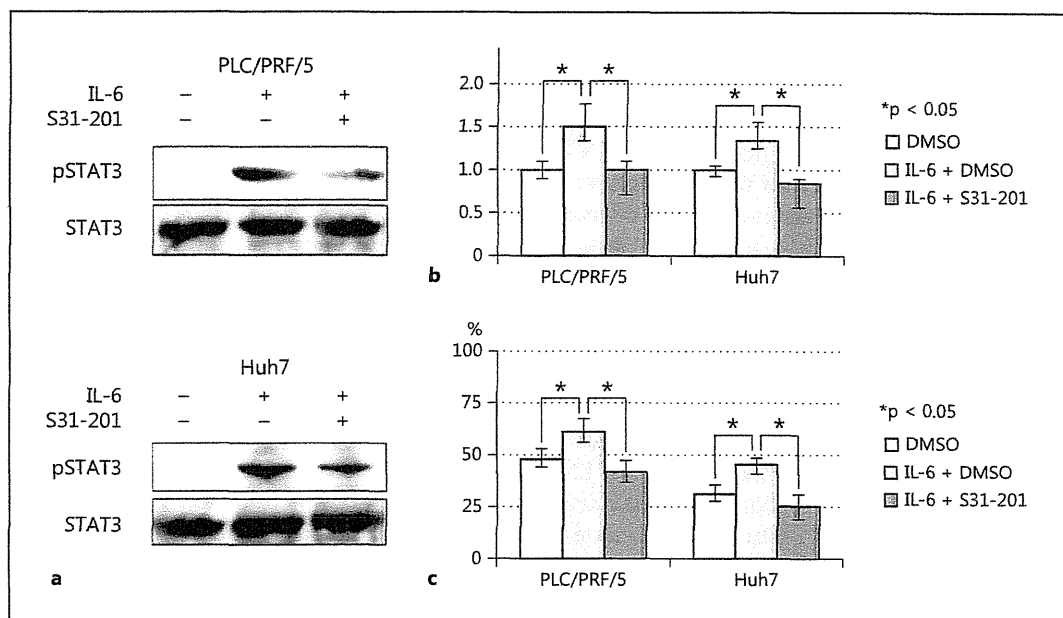 PLC/PRF/5
IL-6 – + +
S31-201 – – +
pSTAT3
STAT3
Huh7
IL-6 – + +
S31-201 – – +
pSTAT3
STAT3
a
2.0
1.5
1.0
0.5
0
* *
* *
PLC/PRF/5 Huh7
b
*p < 0.05
DMSO
IL-6 + DMSO
IL-6 + S31-201
%
100
75
50
25
0
* *
* *
PLC/PRF/5 Huh7
c
*p < 0.05
DMSO
IL-6 + DMSO
IL-6 + S31-201